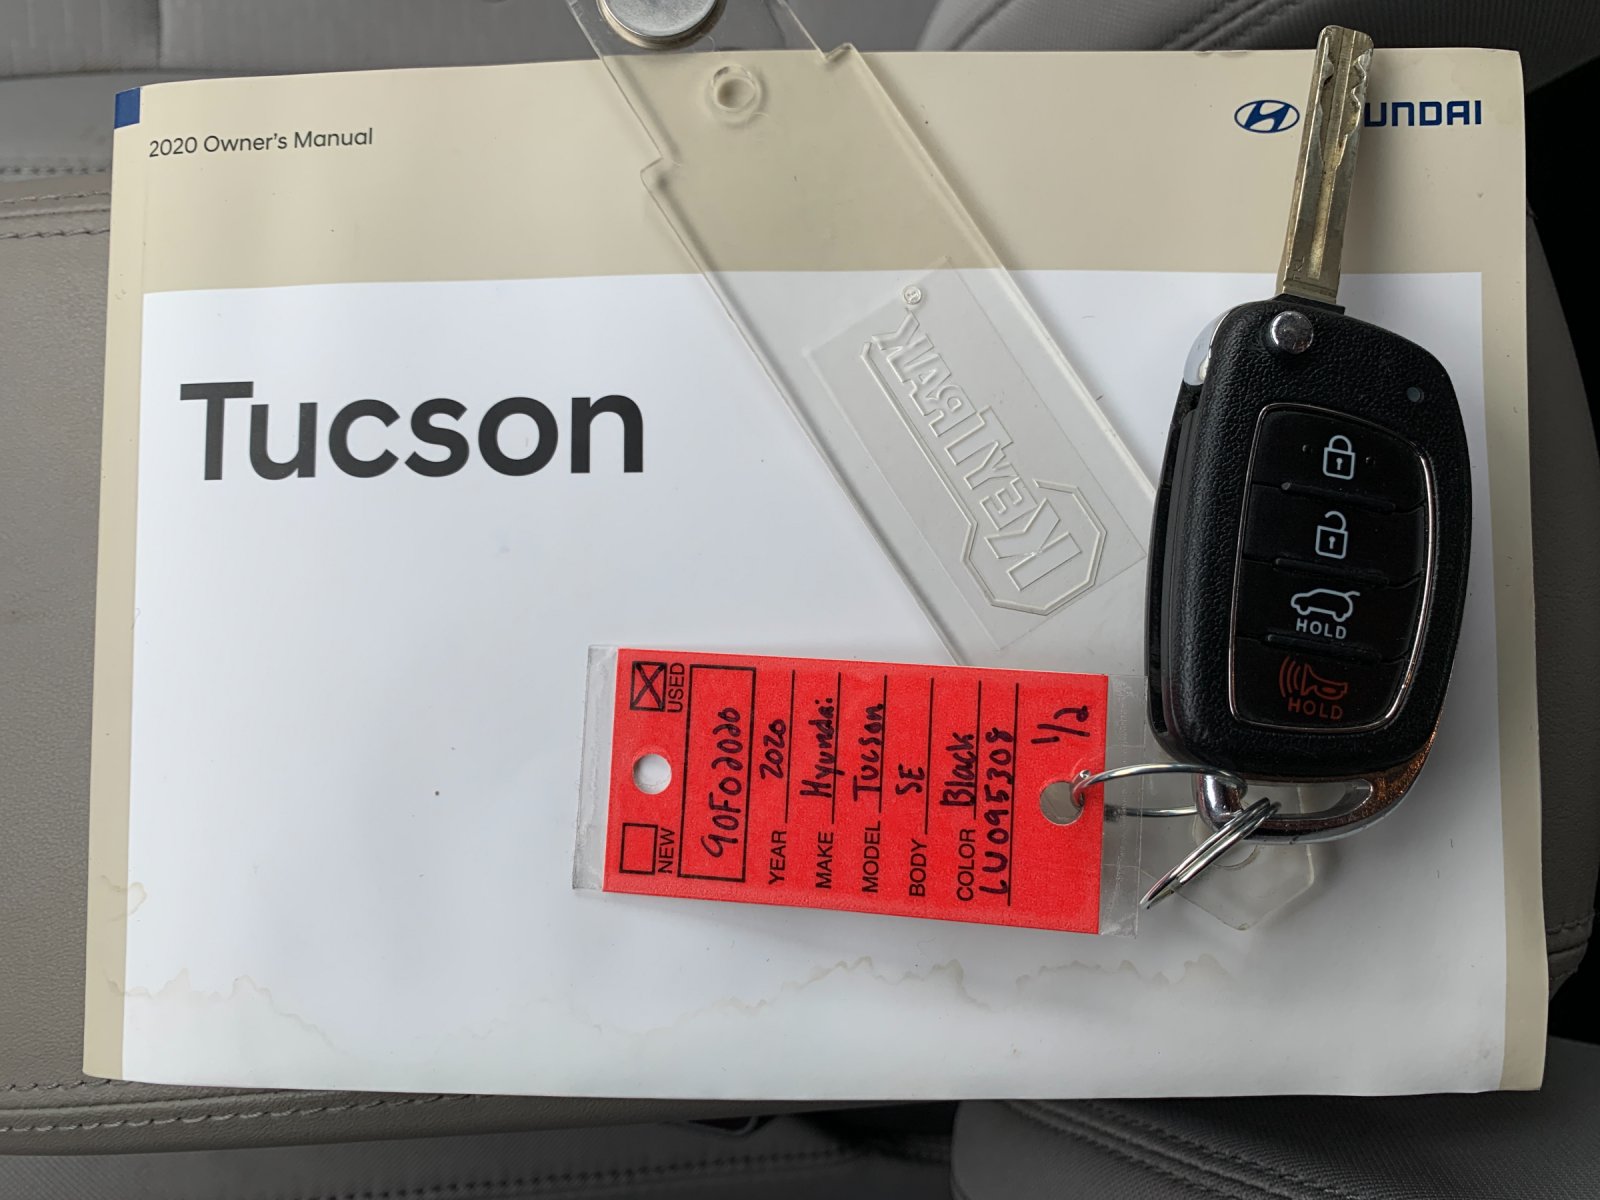 2020 Owner's Manual
HYUNDAI
Tucson
KEYTRAK®
HOLD
HOLD
NEW
USED
90F02020
YEAR 2020
MAKE Hyundai
MODEL Tucson
BODY SE
COLOR Black
LU095308
1/2